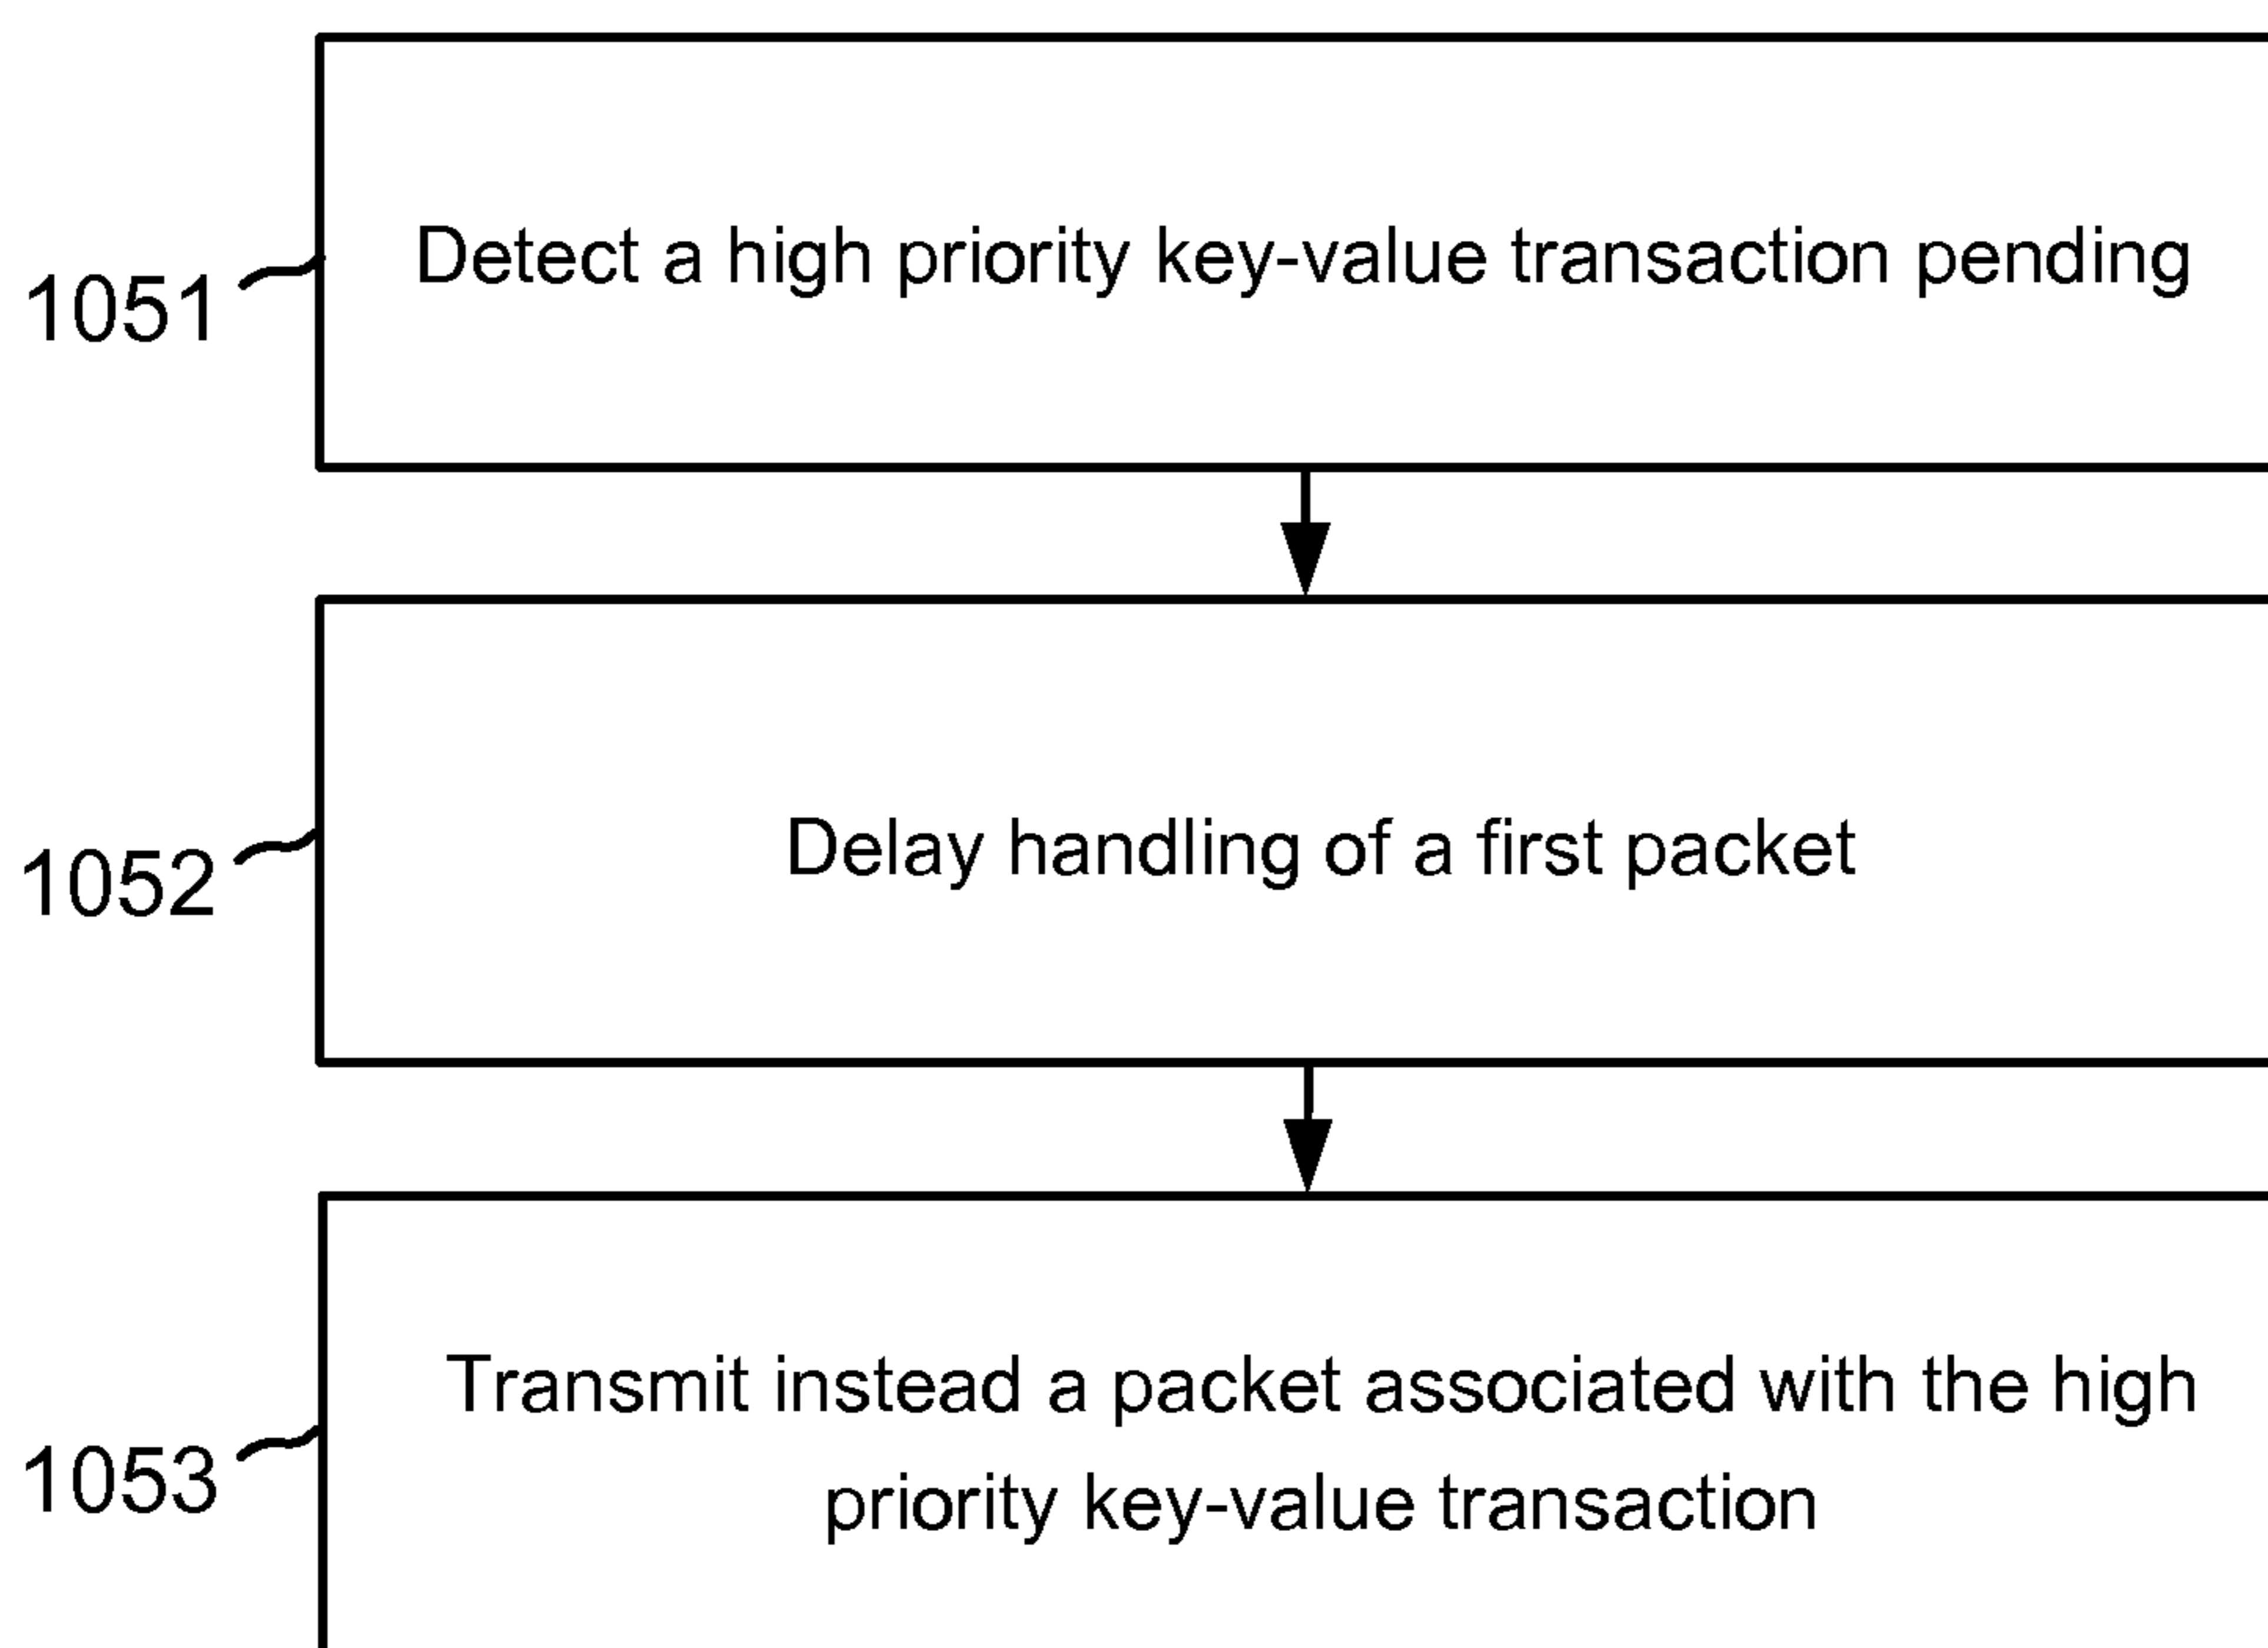 1051
Detect a high priority key-value transaction pending
1052
Delay handling of a first packet
1053
Transmit instead a packet associated with the high
priority key-value transaction